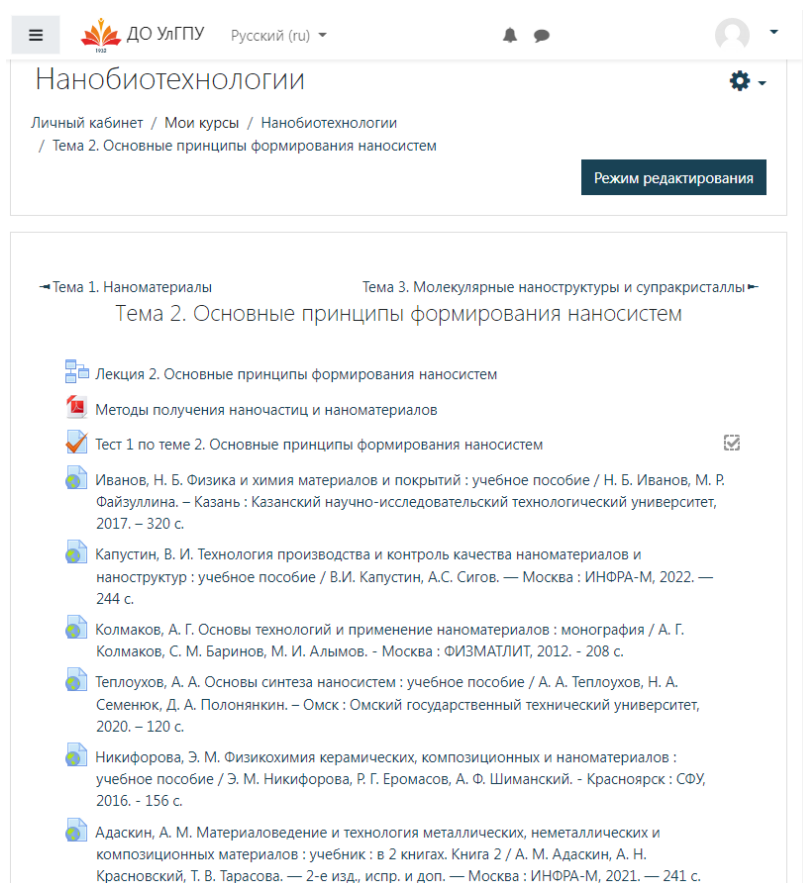 ДО УлГПУ Русский (ru)
1932
Нанобиотехнологии
Личный кабинет / Мои курсы / Нанобиотехнологии
/ Тема 2. Основные принципы формирования наносистем
Режим редактирования
◄Тема 1. Наноматериалы Тема 3. Молекулярные наноструктуры и супракристаллы►
Тема 2. Основные принципы формирования наносистем
Лекция 2. Основные принципы формирования наносистем
Методы получения наночастиц и наноматериалов
Тест 1 по теме 2. Основные принципы формирования наносистем
Иванов, Н. Б. Физика и химия материалов и покрытий : учебное пособие / Н. Б. Иванов, М. Р.
Файзуллина. – Казань : Казанский научно-исследовательский технологический университет,
2017. – 320 с.
Капустин, В. И. Технология производства и контроль качества наноматериалов и
наноструктур : учебное пособие / В.И. Капустин, А.С. Сигов. — Москва : ИНФРА-М, 2022. —
244 с.
Колмаков, А. Г. Основы технологий и применение наноматериалов : монография / А. Г.
Колмаков, С. М. Баринов, М. И. Алымов. - Москва : ФИЗМАТЛИТ, 2012. - 208 с.
Теплоухов, А. А. Основы синтеза наносистем : учебное пособие / А. А. Теплоухов, Н. А.
Семенюк, Д. А. Полонянкин. – Омск : Омский государственный технический университет,
2020. – 120 с.
Никифорова, Э. М. Физикохимия керамических, композиционных и наноматериалов :
учебное пособие / Э. М. Никифорова, Р. Г. Еромасов, А. Ф. Шиманский. - Красноярск : СФУ,
2016. - 156 с.
Адаскин, А. М. Материаловедение и технология металлических, неметаллических и
композиционных материалов : учебник : в 2 книгах. Книга 2 / А. М. Адаскин, А. Н.
Красновский, Т. В. Тарасова. — 2-е изд., испр. и доп. — Москва : ИНФРА-М, 2021. — 241 с.